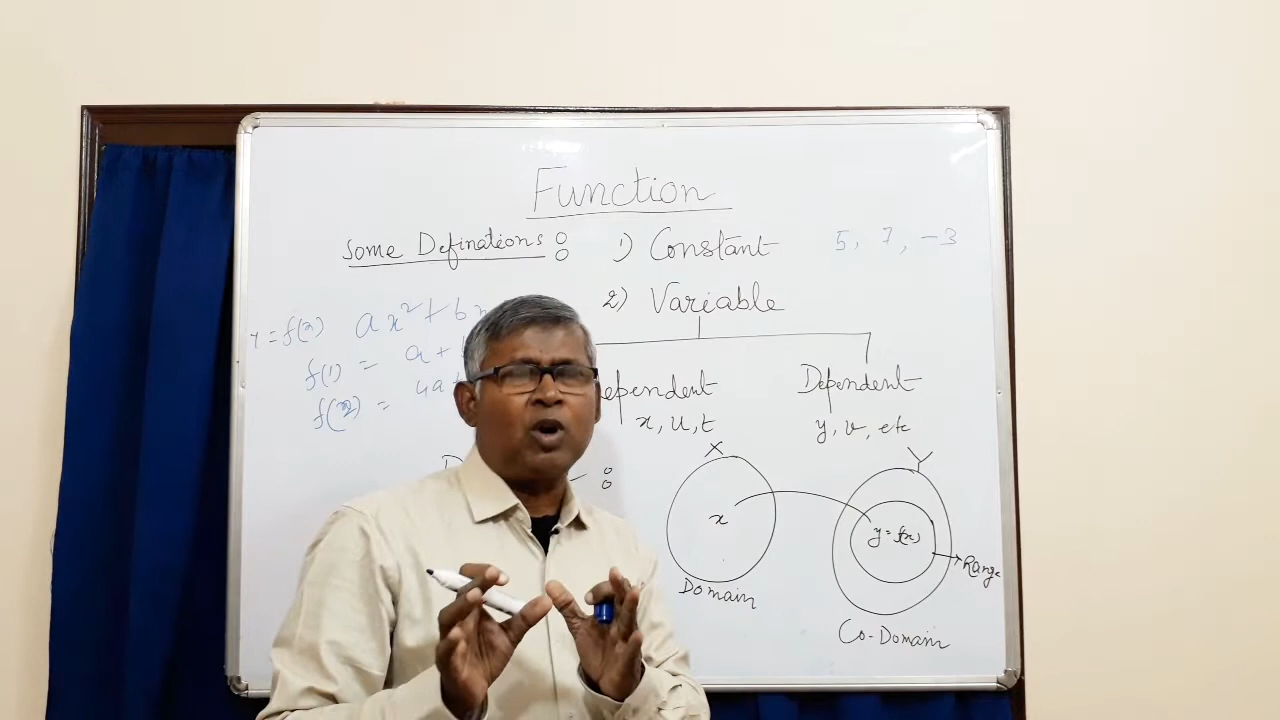 Function
Some Definations : 1) Constant 5, 7, -3
2) Variable
y = f(x) ax² + bx
f(1) = a +
f(2) = 4a +
ependent Dependent
x, u, t y, v, etc
X Y
:
x y = f(x)
Range
Domain
Co-Domain